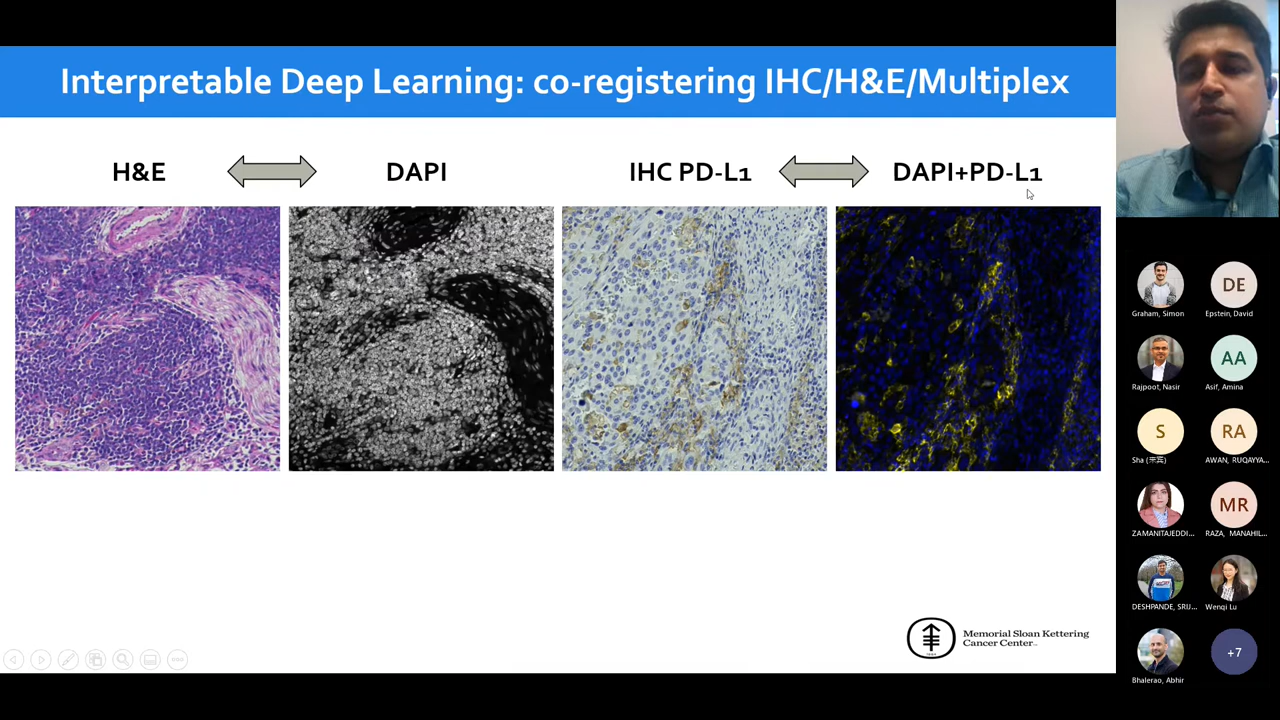 Interpretable Deep Learning: co-registering IHC/H&E/Multiplex
H&E
DAPI
IHC PD-L1
DAPI+PD-L1
Memorial Sloan Kettering
Cancer Center
Graham, Simon
DE
Epstein, David
Rajpoot, Nasir
AA
Asif, Amina
S
Sha
RA
AWAN, RUQAYYA...
ZAMANITAJEDDI...
MR
RAZA, MANAHIL...
DESHPANDE, SRIJ...
Wenqi Lu
Bhalerao, Abhir
+7